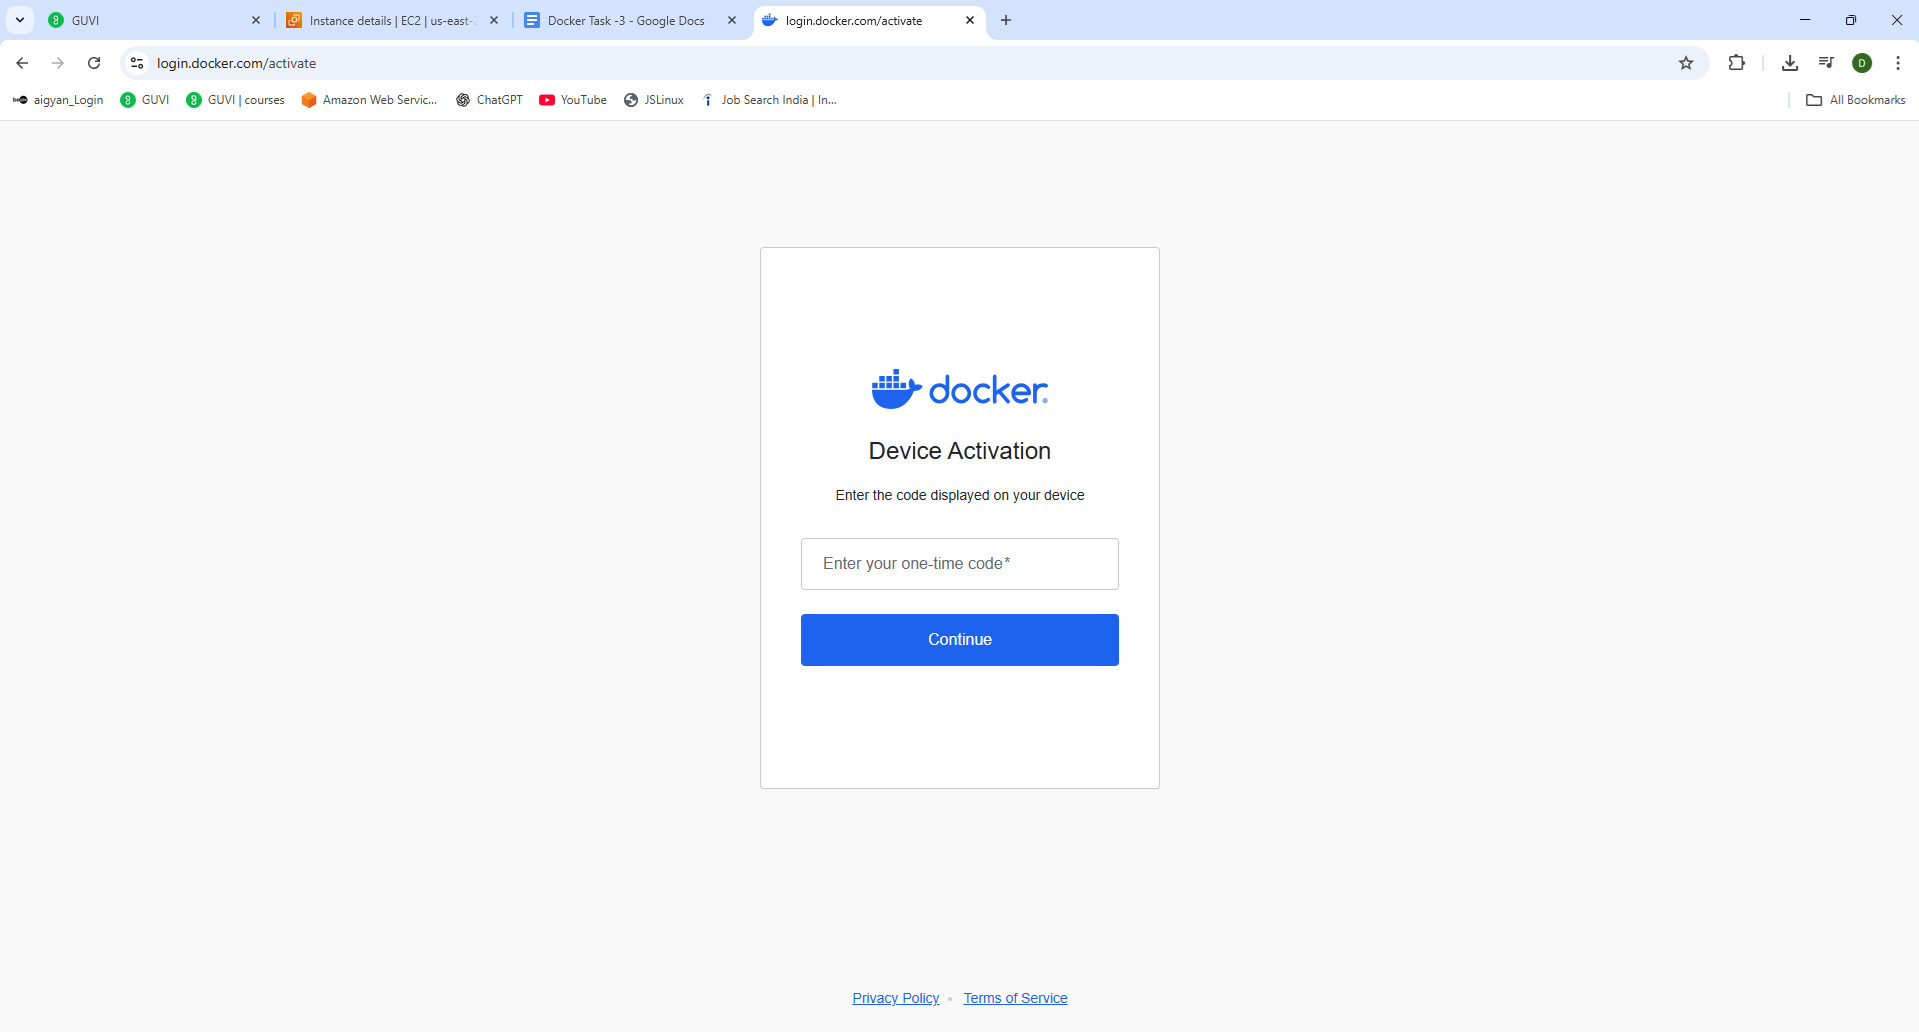 GUVI
Instance details | EC2 | us-east-2
Docker Task -3 - Google Docs
login.docker.com/activate
login.docker.com/activate
D
aigyan_Login
GUVI
GUVI | courses
Amazon Web Servic...
ChatGPT
YouTube
JSLinux
Job Search India | In...
All Bookmarks
docker
Device Activation
Enter the code displayed on your device
Enter your one-time code*
Continue
Privacy Policy • Terms of Service